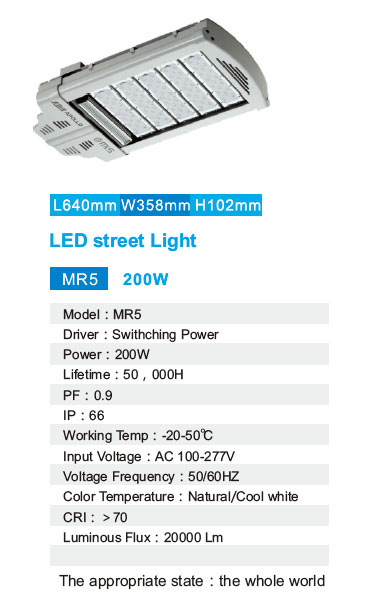 APOLLO
mx5
L640mm W358mm H102mm
LED street Light
MR5 200W
Model : MR5
Driver : Swithching Power
Power : 200W
Lifetime : 50 , 000H
PF : 0.9
IP : 66
Working Temp : -20-50℃
Input Voltage : AC 100-277V
Voltage Frequency : 50/60HZ
Color Temperature : Natural/Cool white
CRI : ＞70
Luminous Flux : 20000 Lm
The appropriate state : the whole world